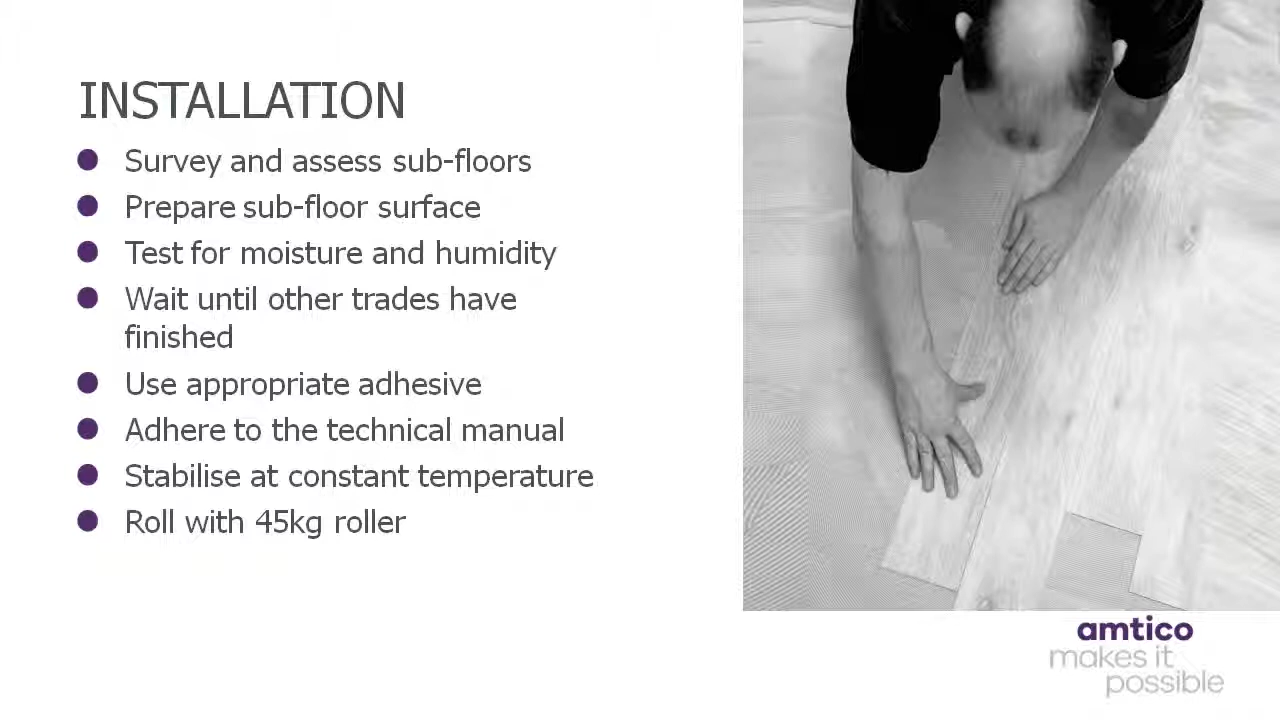 INSTALLATION
Survey and assess sub-floors
Prepare sub-floor surface
Test for moisture and humidity
Wait until other trades have
finished
Use appropriate adhesive
Adhere to the technical manual
Stabilise at constant temperature
Roll with 45kg roller
amtico
makes it
possible